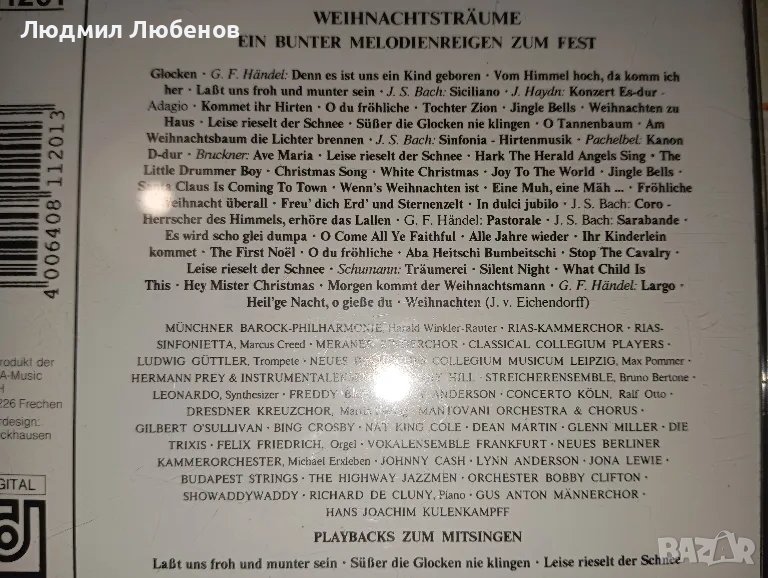 Людмил Любенов
WEIHNACHTSTRÄUME
EIN BUNTER MELODIENREIGEN ZUM FEST
Glocken · G. F. Händel: Denn es ist uns ein Kind geboren · Vom Himmel hoch, da komm ich
her · Laßt uns froh und munter sein · J. S. Bach: Siciliano · J. Haydn: Konzert Es-dur -
Adagio · Kommet ihr Hirten · O du fröhliche · Tochter Zion · Jingle Bells · Weihnachten zu
Haus · Leise rieselt der Schnee · Süßer die Glocken nie klingen · O Tannenbaum · Am
Weihnachtsbaum die Lichter brennen · J. S. Bach: Sinfonia - Hirtenmusik · Pachelbel: Kanon
D-dur · Bruckner: Ave Maria · Leise rieselt der Schnee · Hark The Herald Angels Sing · The
Little Drummer Boy · Christmas Song · White Christmas · Joy To The World · Jingle Bells ·
Santa Claus Is Coming To Town · Wenn's Weihnachten ist · Eine Muh, eine Mäh ... · Fröhliche
Weihnacht überall · Freu' dich Erd' und Sternenzelt · In dulci jubilo · J. S. Bach: Coro -
Herrscher des Himmels, erhöre das Lallen · G. F. Händel: Pastorale · J. S. Bach: Sarabande ·
Es wird scho glei dumpa · O Come All Ye Faithful · Alle Jahre wieder · Ihr Kinderlein
kommet · The First Noël · O du fröhliche · Aba Heitschi Bumbeitschi · Stop The Cavalry ·
Leise rieselt der Schnee · Schumann: Träumerei · Silent Night · What Child Is
This · Hey Mister Christmas · Morgen kommt der Weihnachtsmann · G. F. Händel: Largo ·
Heil'ge Nacht, o gieße du · Weihnachten (J. v. Eichendorff)
MÜNCHNER BAROCK-PHILHARMONIE, Harald Winkler-Rauter · RIAS-KAMMERCHOR · RIAS-
SINFONIETTA, Marcus Creed · MERANER · CLASSICAL COLLEGIUM PLAYERS ·
LUDWIG GÜTTLER, Trompete · NEUES COLLEGIUM MUSICUM LEIPZIG, Max Pommer ·
HERMANN PREY & HILL · STREICHERENSEMBLE, Bruno Bertone ·
LEONARDO, Synthesizer · FREDDY ANDERSON · CONCERTO KÖLN, Ralf Otto ·
DRESDNER KREUZCHOR, MANTOVANI ORCHESTRA & CHORUS ·
GILBERT O'SULLIVAN · BING CROSBY · NAT KING COLE · DEAN MARTIN · GLENN MILLER · DIE
TRIXIS · FELIX FRIEDRICH, Orgel · VOKALENSEMBLE FRANKFURT · NEUES BERLINER
KAMMERORCHESTER, Michael Erxleben · JOHNNY CASH · LYNN ANDERSON · JONA LEWIE ·
BUDAPEST STRINGS · THE HIGHWAY JAZZMEN · ORCHESTER BOBBY CLIFTON ·
SHOWADDYWADDY · RICHARD DE CLUNY, Piano · GUS ANTON MÄNNERCHOR ·
HANS JOACHIM KULENKAMPFF
PLAYBACKS ZUM MITSINGEN
Laßt uns froh und munter sein · Süßer die Glocken nie klingen · Leise rieselt der Schnee
4 006408 112013
rodukt der
A-Music
H
226 Frechen
rdesign:
ckhausen
GITAL
BAZAR